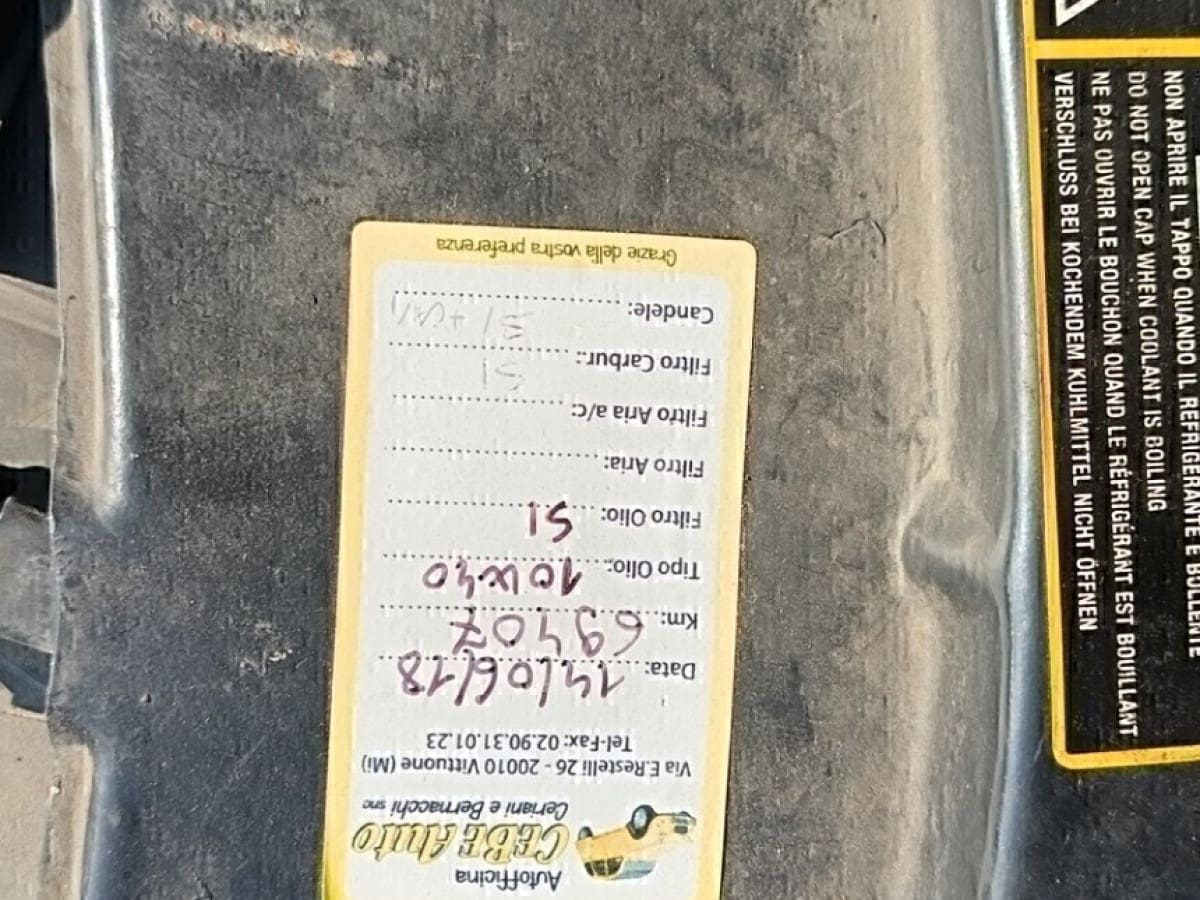 Autofficina
CEBE Auto
Ceriani e Bernacchi snc
Via E.Restelli 26 - 20010 Vittuone (Mi)
Tel-Fax: 02.90.31.01.23
Data: 14/06/18
Km: 69407
Tipo Olio: 10W40
Filtro Olio: SI
Filtro Aria:
Filtro Aria a/c:
Filtro Carbur.: SI
Candele: SI +
Grazie della vostra preferenza
NON APRIRE IL TAPPO QUANDO IL REFRIGERANTE È BOLLENTE
DO NOT OPEN CAP WHEN COOLANT IS BOILING
NE PAS OUVRIR LE BOUCHON QUAND LE RÉFRIGÉRANT EST BOUILLANT
VERSCHLUSS BEI KOCHENDEM KUHLMITTEL NICHT ÖFFNEN